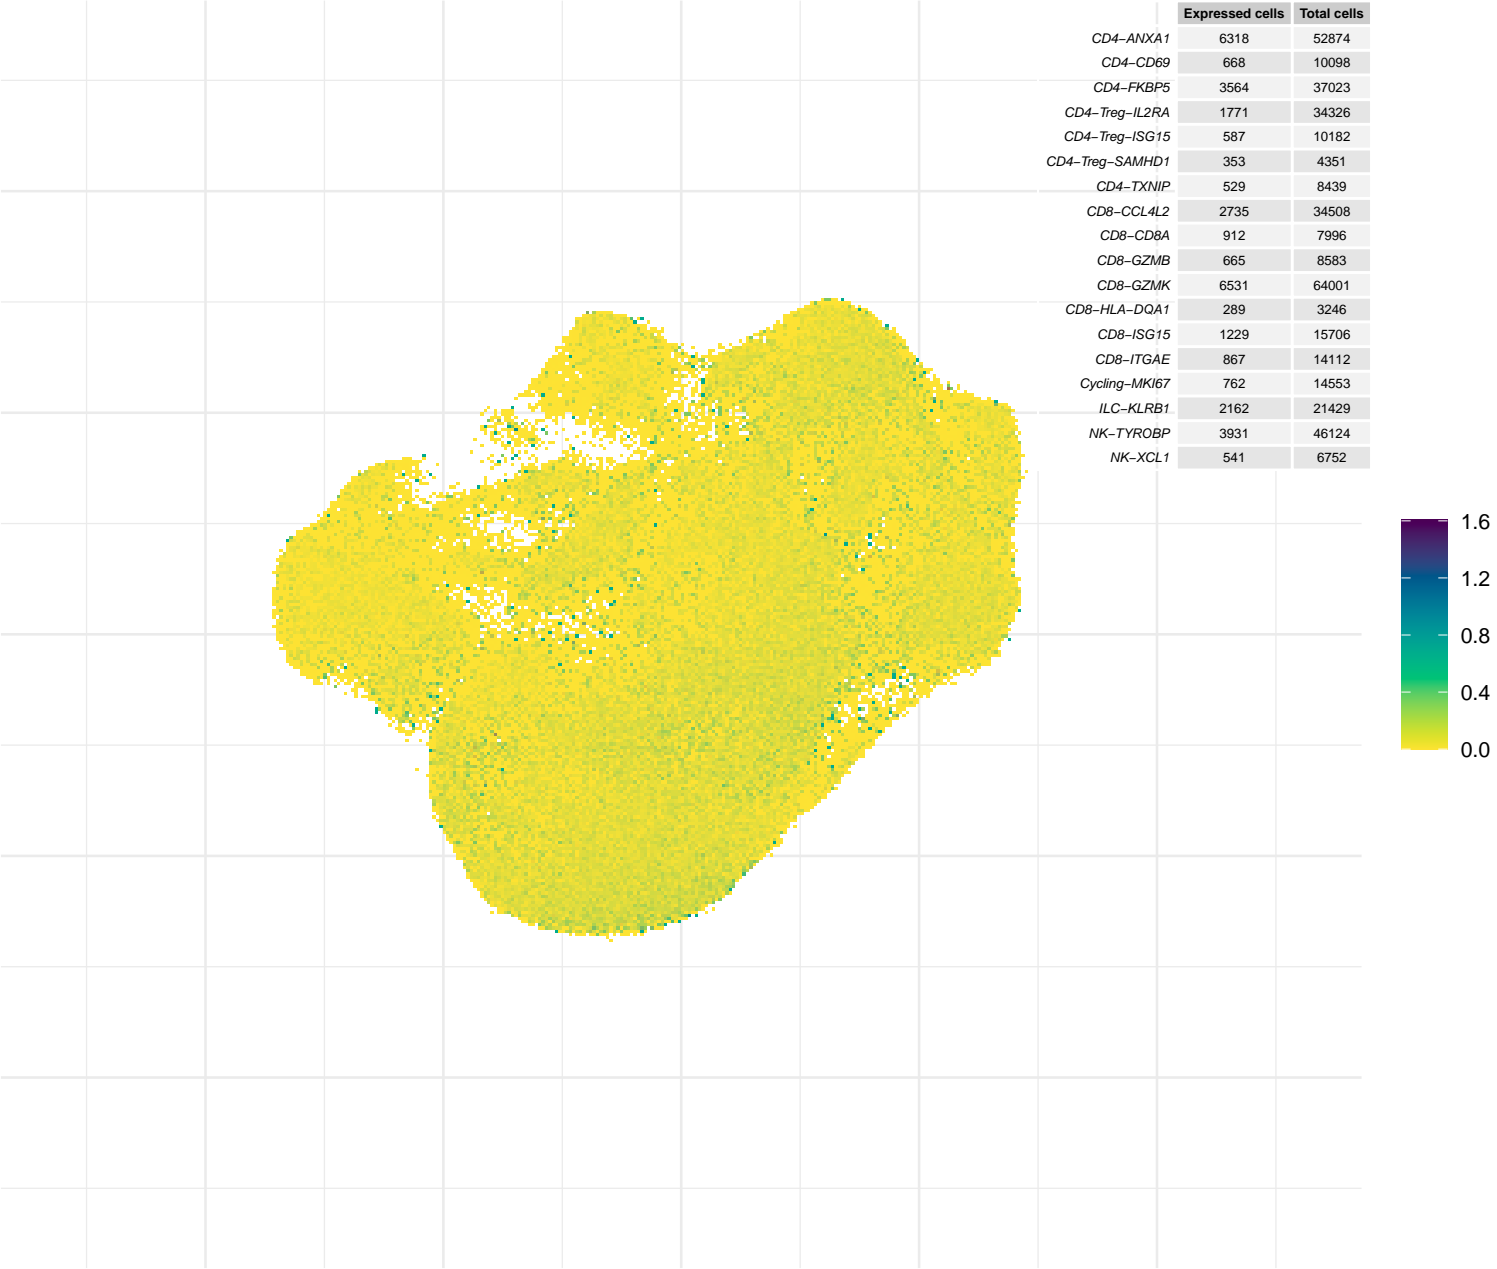 Expressed cells Total cells
CD4−ANXA1 6318 52874
CD4−CD69 668 10098
CD4−FKBP5 3564 37023
CD4−Treg−IL2RA 1771 34326
CD4−Treg−ISG15 587 10182
CD4−Treg−SAMHD1 353 4351
CD4−TXNIP 529 8439
CD8−CCL4L2 2735 34508
CD8−CD8A 912 7996
CD8−GZMB 665 8583
CD8−GZMK 6531 64001
CD8−HLA−DQA1 289 3246
CD8−ISG15 1229 15706
CD8−ITGAE 867 14112
Cycling−MKI67 762 14553
ILC−KLRB1 2162 21429
NK−TYROBP 3931 46124
NK−XCL1 541 6752
1.6
1.2
0.8
0.4
0.0